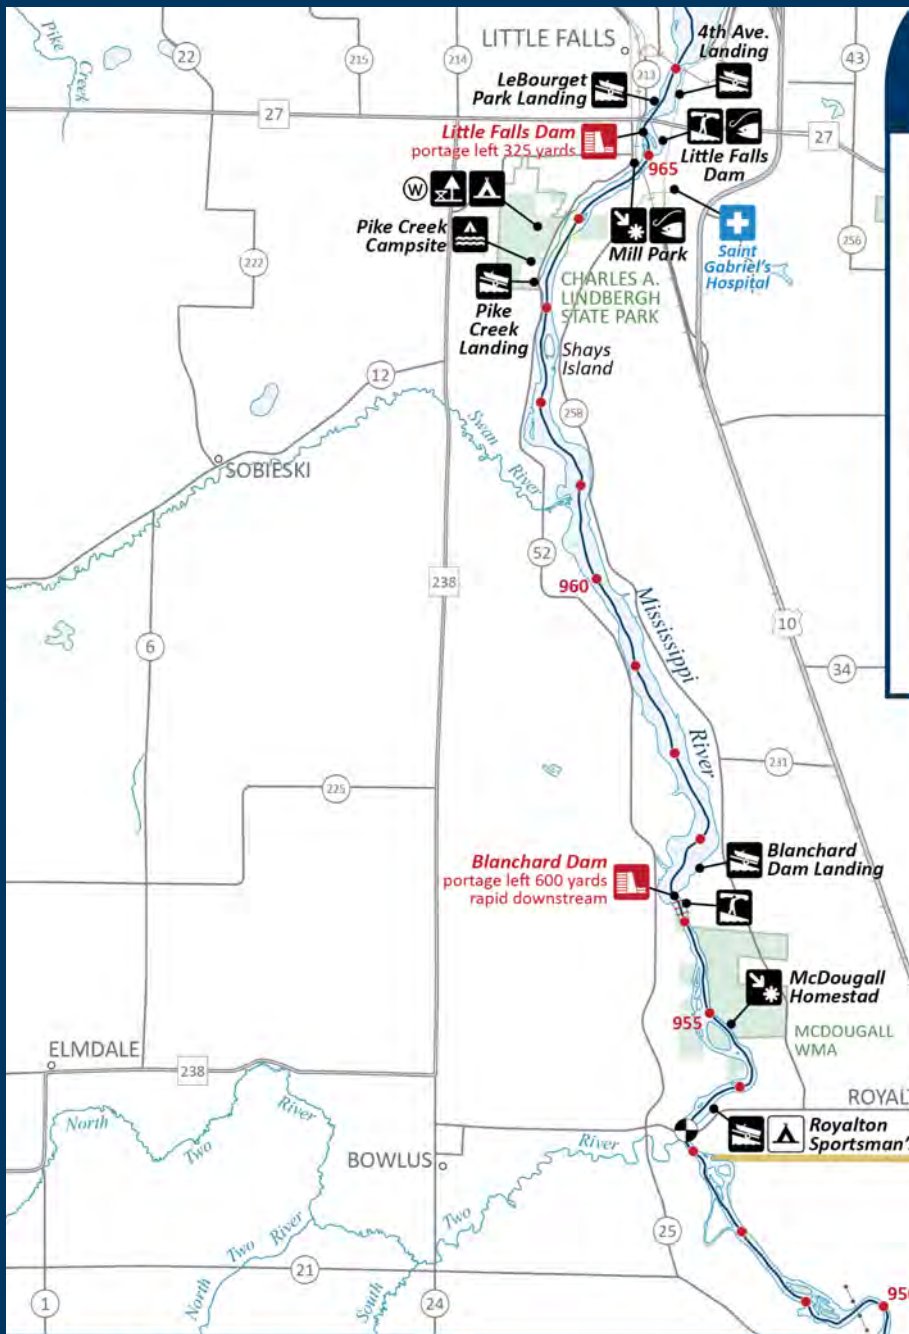 Pike
Creek
22
215
214
LITTLE FALLS
213
4th Ave.
Landing
43
LeBourget
Park Landing
27
27
Little Falls Dam
portage left 325 yards
965
Little Falls
Dam
W
Pike Creek
Campsite
Mill Park
Saint
Gabriel's
Hospital
256
222
Pike
Creek
Landing
CHARLES A.
LINDBERGH
STATE PARK
Shays
Island
12
258
Swan
River
SOBIESKI
52
238
960
Mississippi
River
10
34
6
231
225
Blanchard Dam
portage left 600 yards
rapid downstream
Blanchard
Dam Landing
McDougall
Homestad
955
MCDOUGALL
WMA
ELMDALE
238
ROYALT
North
Two
River
Royalton
Sportsman'
BOWLUS
River
Two
South
25
North
Two
River
21
1
24
950